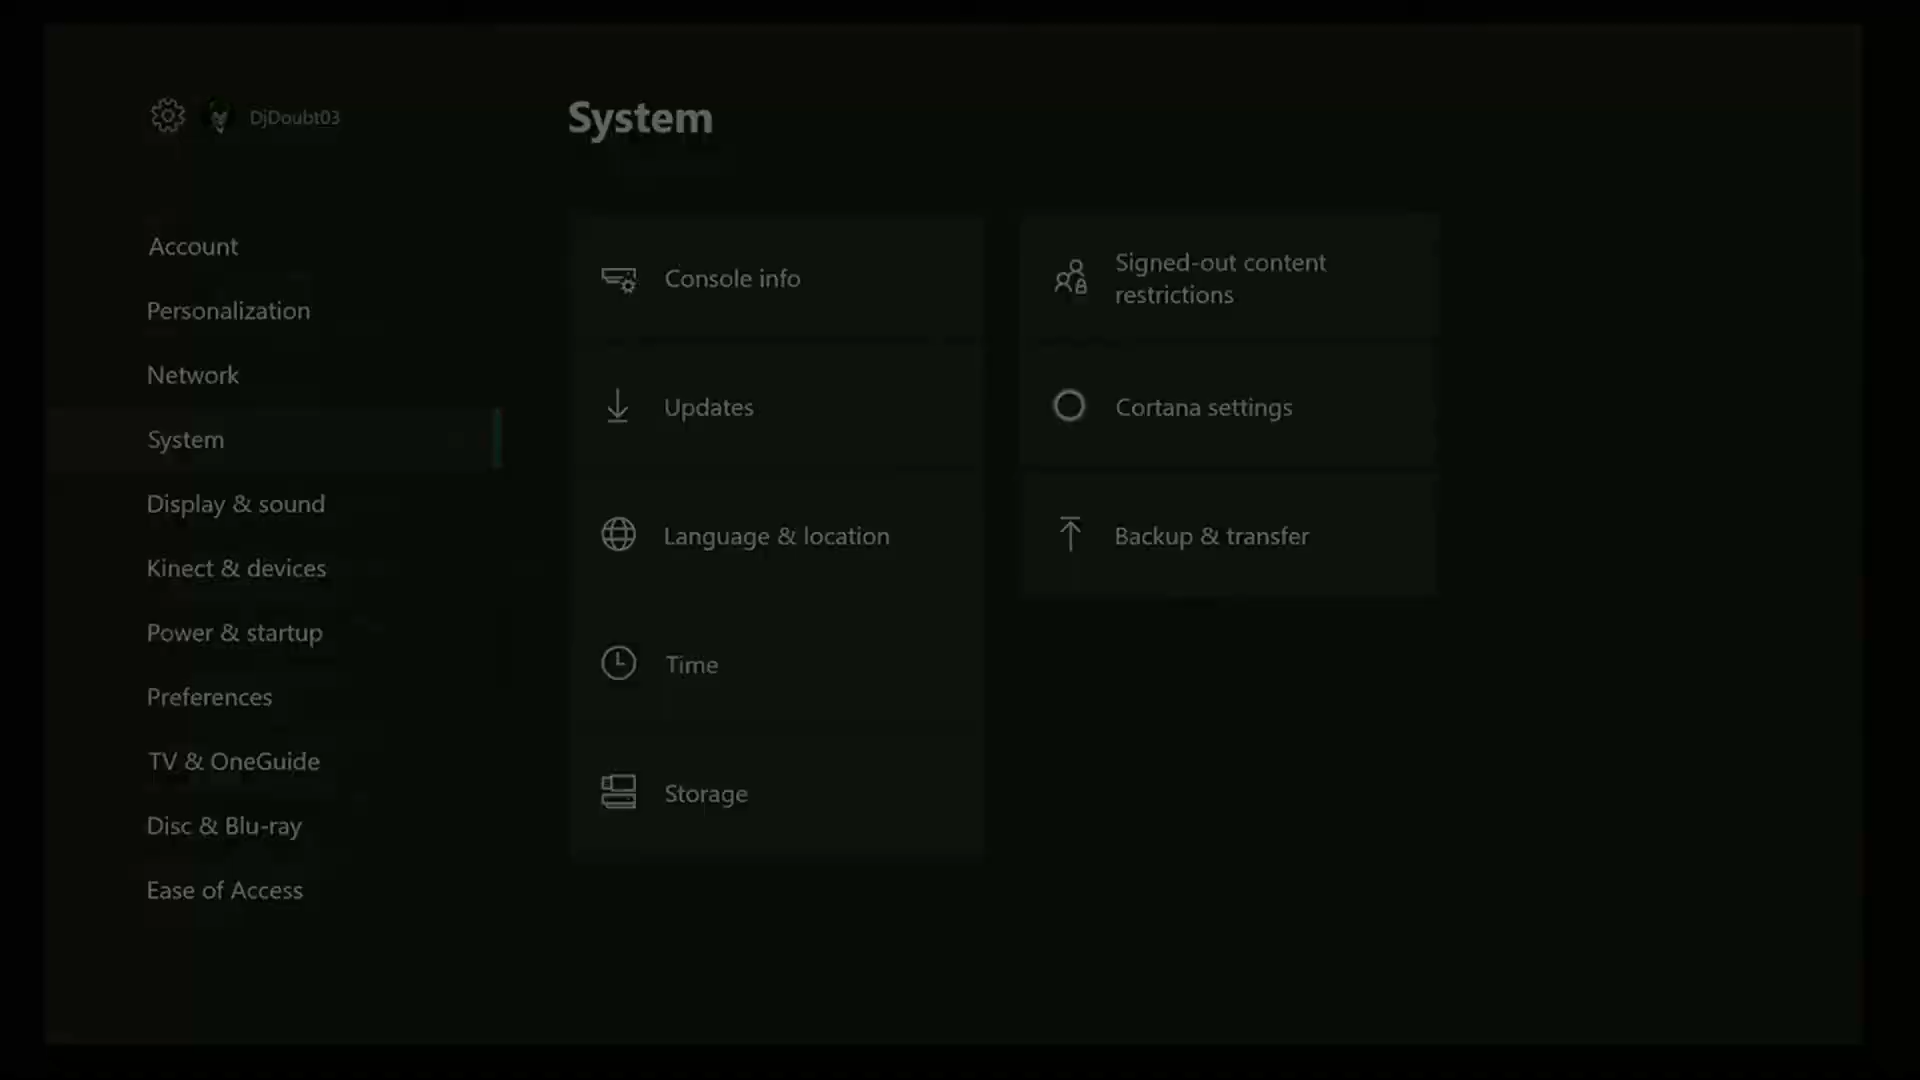 DjDoubt03
System
Account
Personalization
Network
System
Display & sound
Kinect & devices
Power & startup
Preferences
TV & OneGuide
Disc & Blu-ray
Ease of Access
Console info
Updates
Language & location
Time
Storage
Signed-out content
restrictions
Cortana settings
Backup & transfer